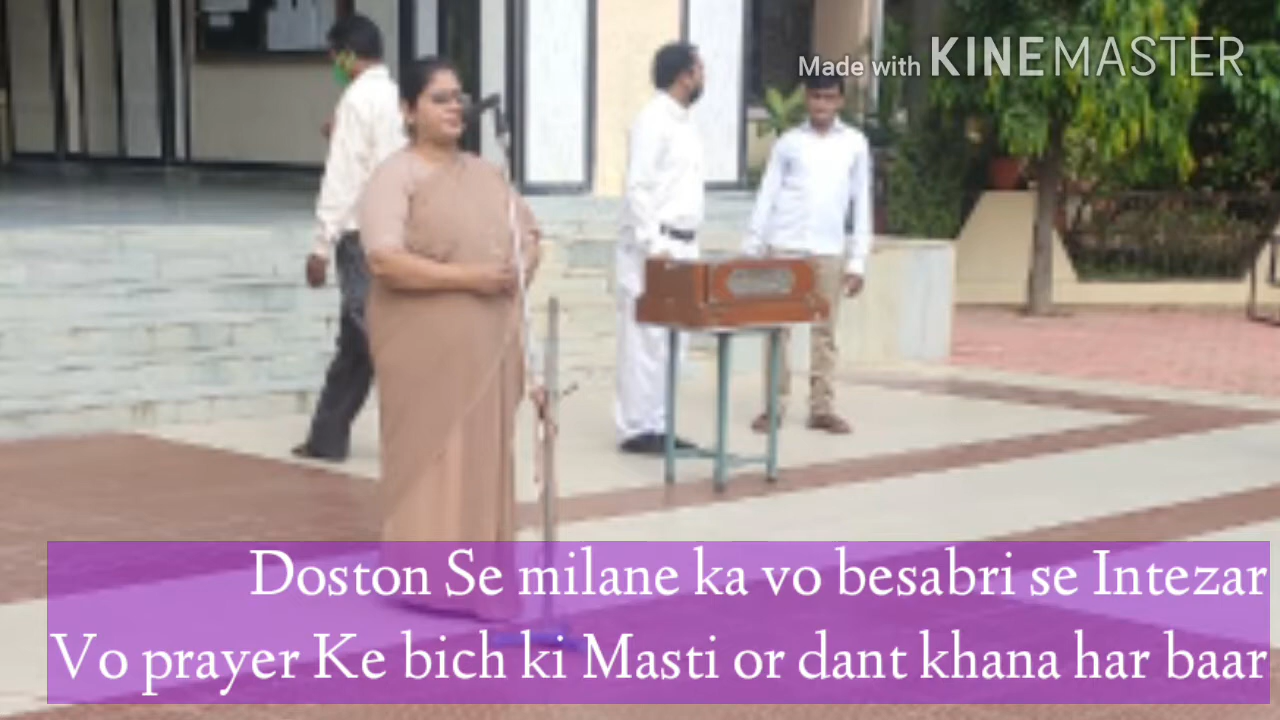 Made with KINEMASTER
Doston Se milane ka vo besabri se Intezar
Vo prayer Ke bich ki Masti or dant khana har baar